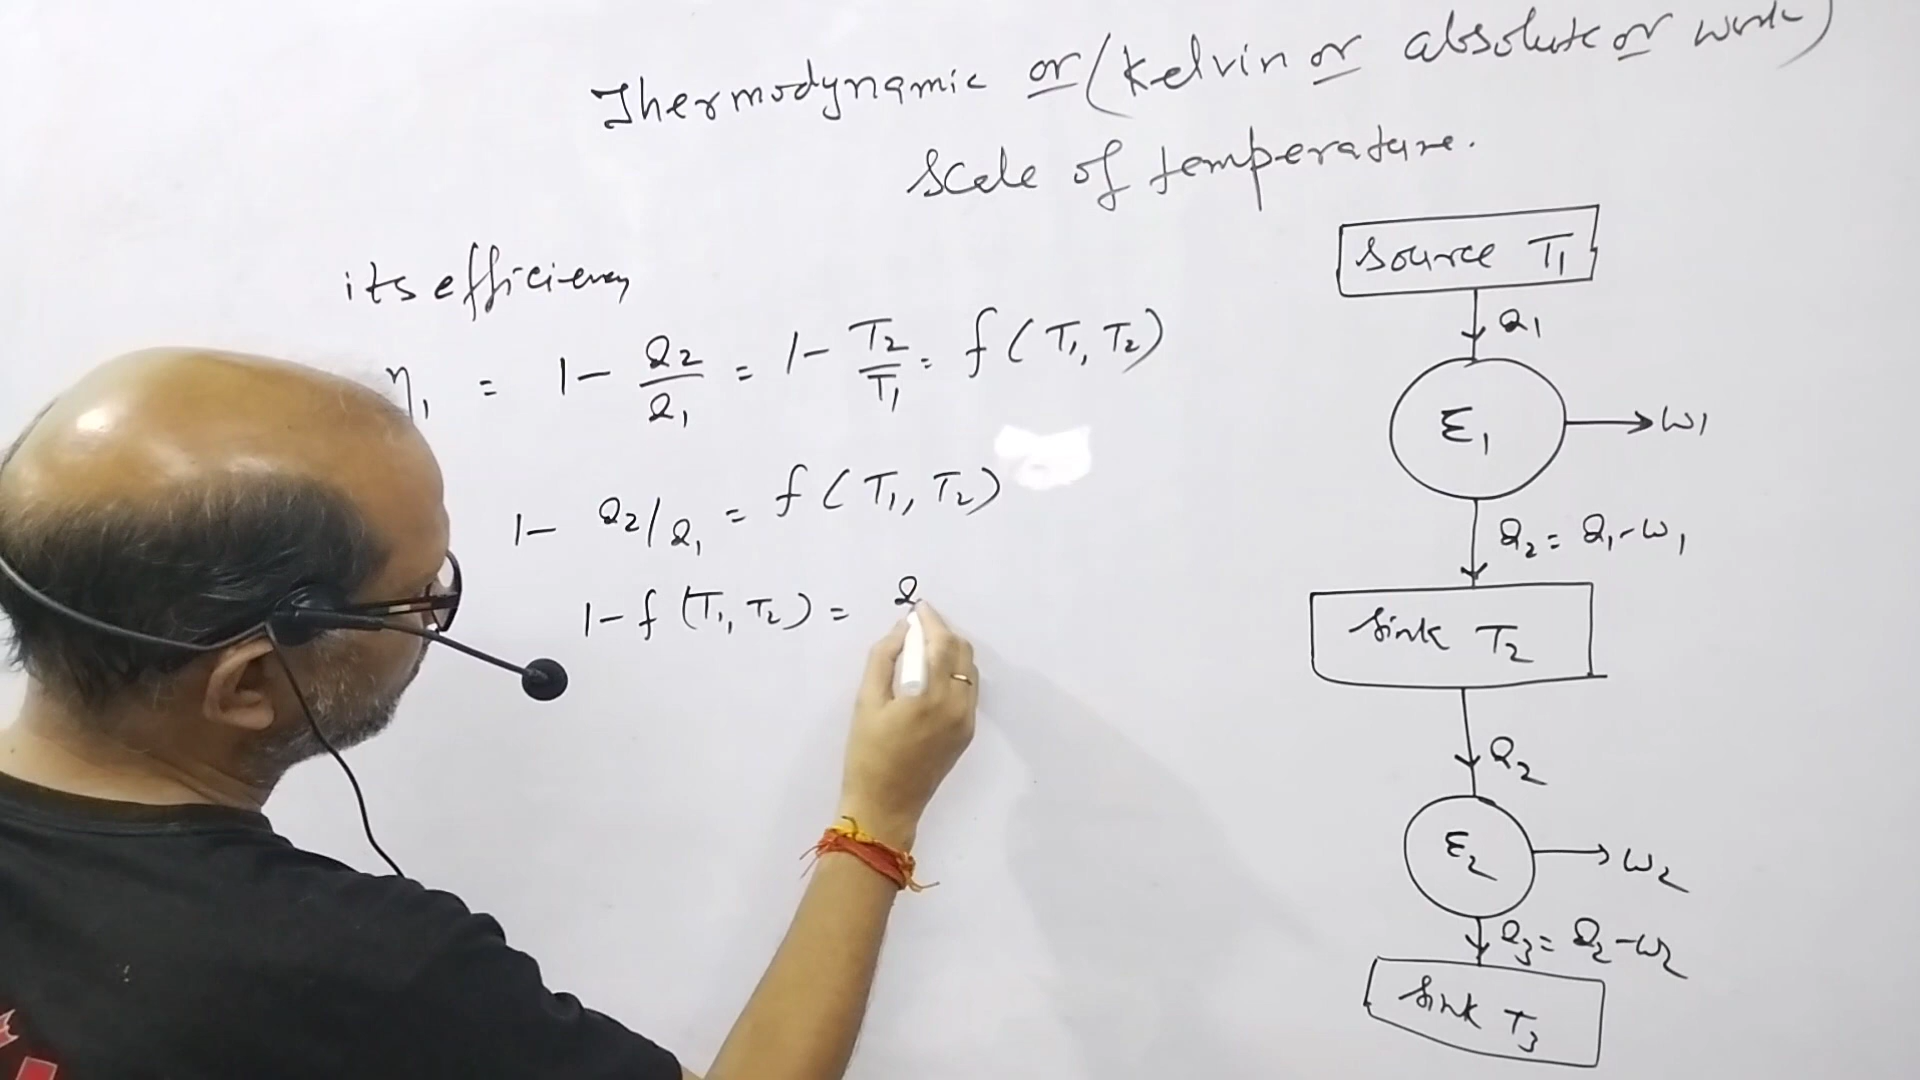 Thermodynamic or (Kelvin or absolute or work)
Scale of temperature.
its efficiency
η₁ = 1 - Q₂/Q₁ = 1 - T₂/T₁ = f(T₁, T₂)
1 - Q₂/Q₁ = f(T₁, T₂)
1 - f(T₁, T₂) = Q
Source T₁
Q₁
E₁
W₁
Q₂ = Q₁ - W₁
Sink T₂
Q₂
E₂
W₂
Q₃ = Q₂ - W₂
Sink T₃